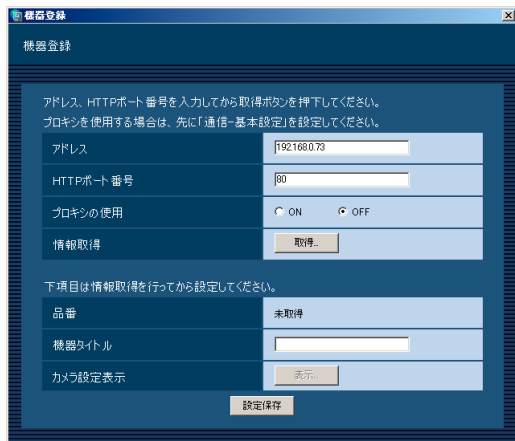 機器登録
機器登録
アドレス、HTTPポート番号を入力してから取得ボタンを押下してください。
プロキシを使用する場合は、先に「通信-基本設定」を設定してください。
アドレス 192.168.0.73
HTTPポート番号 80
プロキシの使用 ON OFF
情報取得 取得...
下項目は情報取得を行ってから設定してください。
品番 未取得
機器タイトル
カメラ設定表示 表示...
設定保存